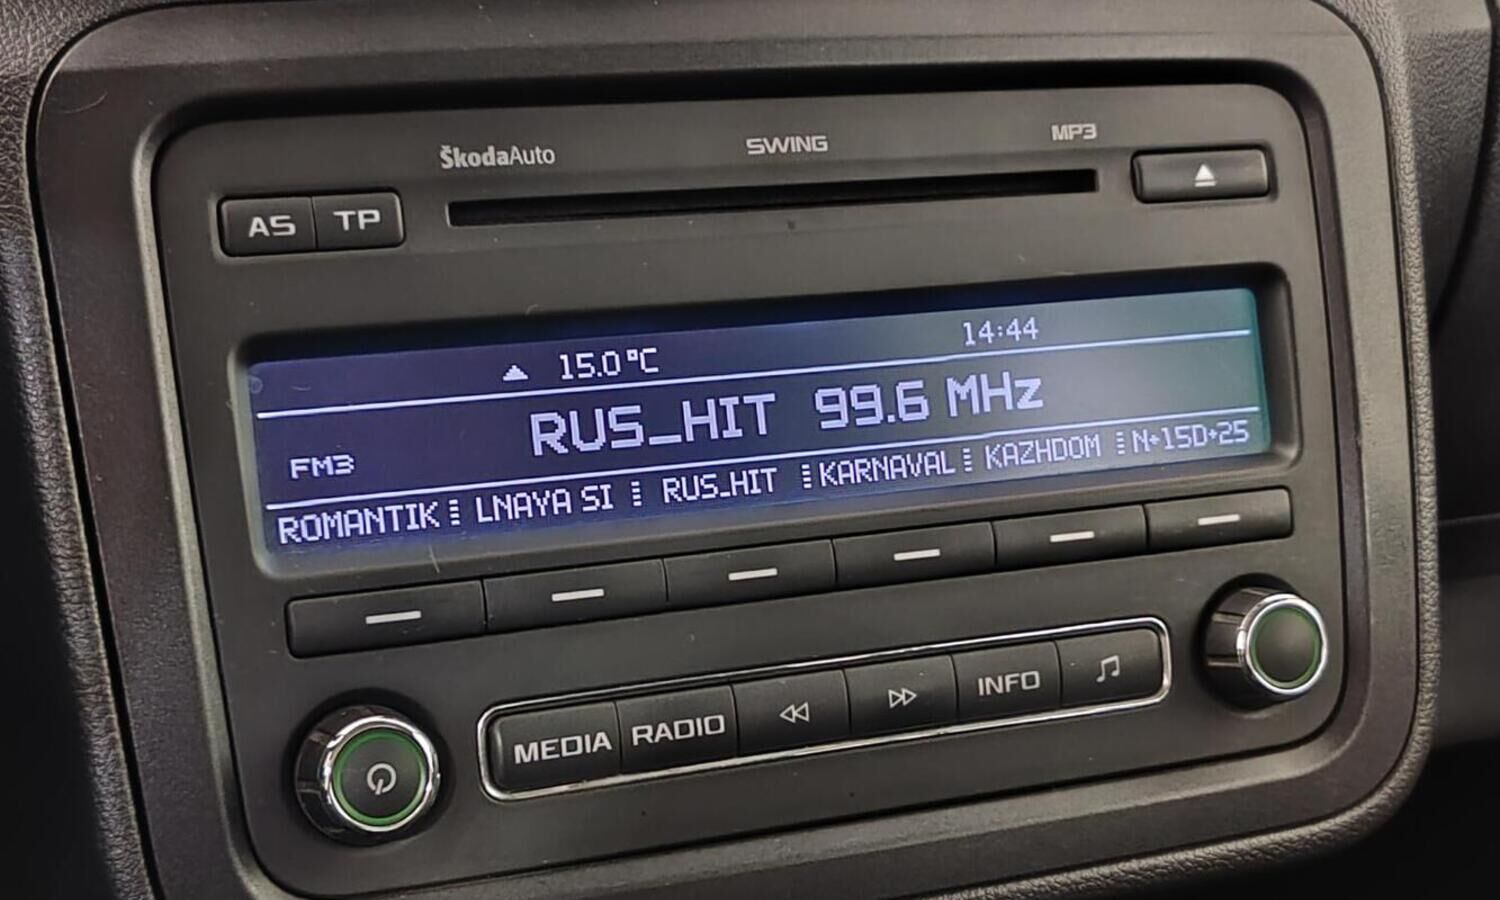 ŠkodaAuto SWING MP3
AS TP
15.0°C 14:44
RUS_HIT 99.6 MHz
FM3
ROMANTIK LNAYA SI RUS_HIT KARNAVAL KAZHDOM N+15D+25
MEDIA RADIO INFO